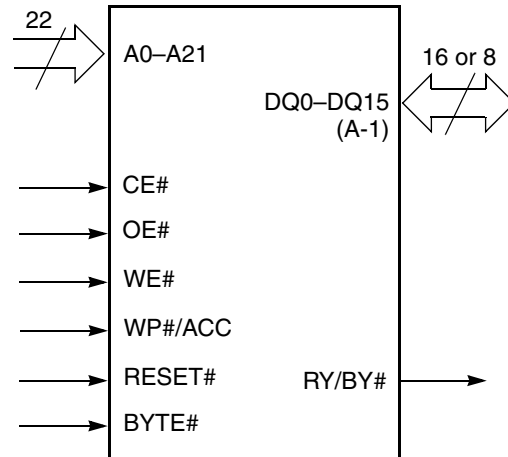 22
A0–A21
16 or 8
DQ0–DQ15
(A-1)
CE#
OE#
WE#
WP#/ACC
RESET#
RY/BY#
BYTE#